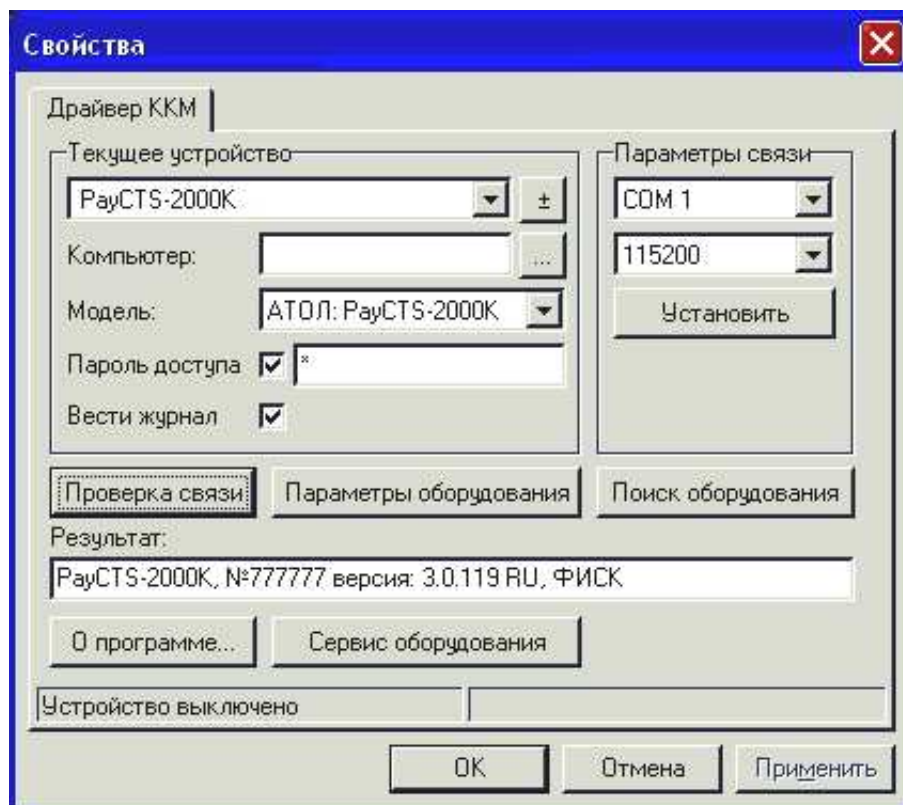 Свойства
Драйвер ККМ
Текущее устройство
Параметры связи
PayCTS-2000K
±
COM 1
Компьютер:
...
115200
Модель:
АТОЛ: PayCTS-2000K
Установить
Пароль доступа
*
Вести журнал
Проверка связи
Параметры оборудования
Поиск оборудования
Результат:
PayCTS-2000K, №777777 версия: 3.0.119 RU, ФИСК
О программе...
Сервис оборудования
Устройство выключено
OK
Отмена
Применить